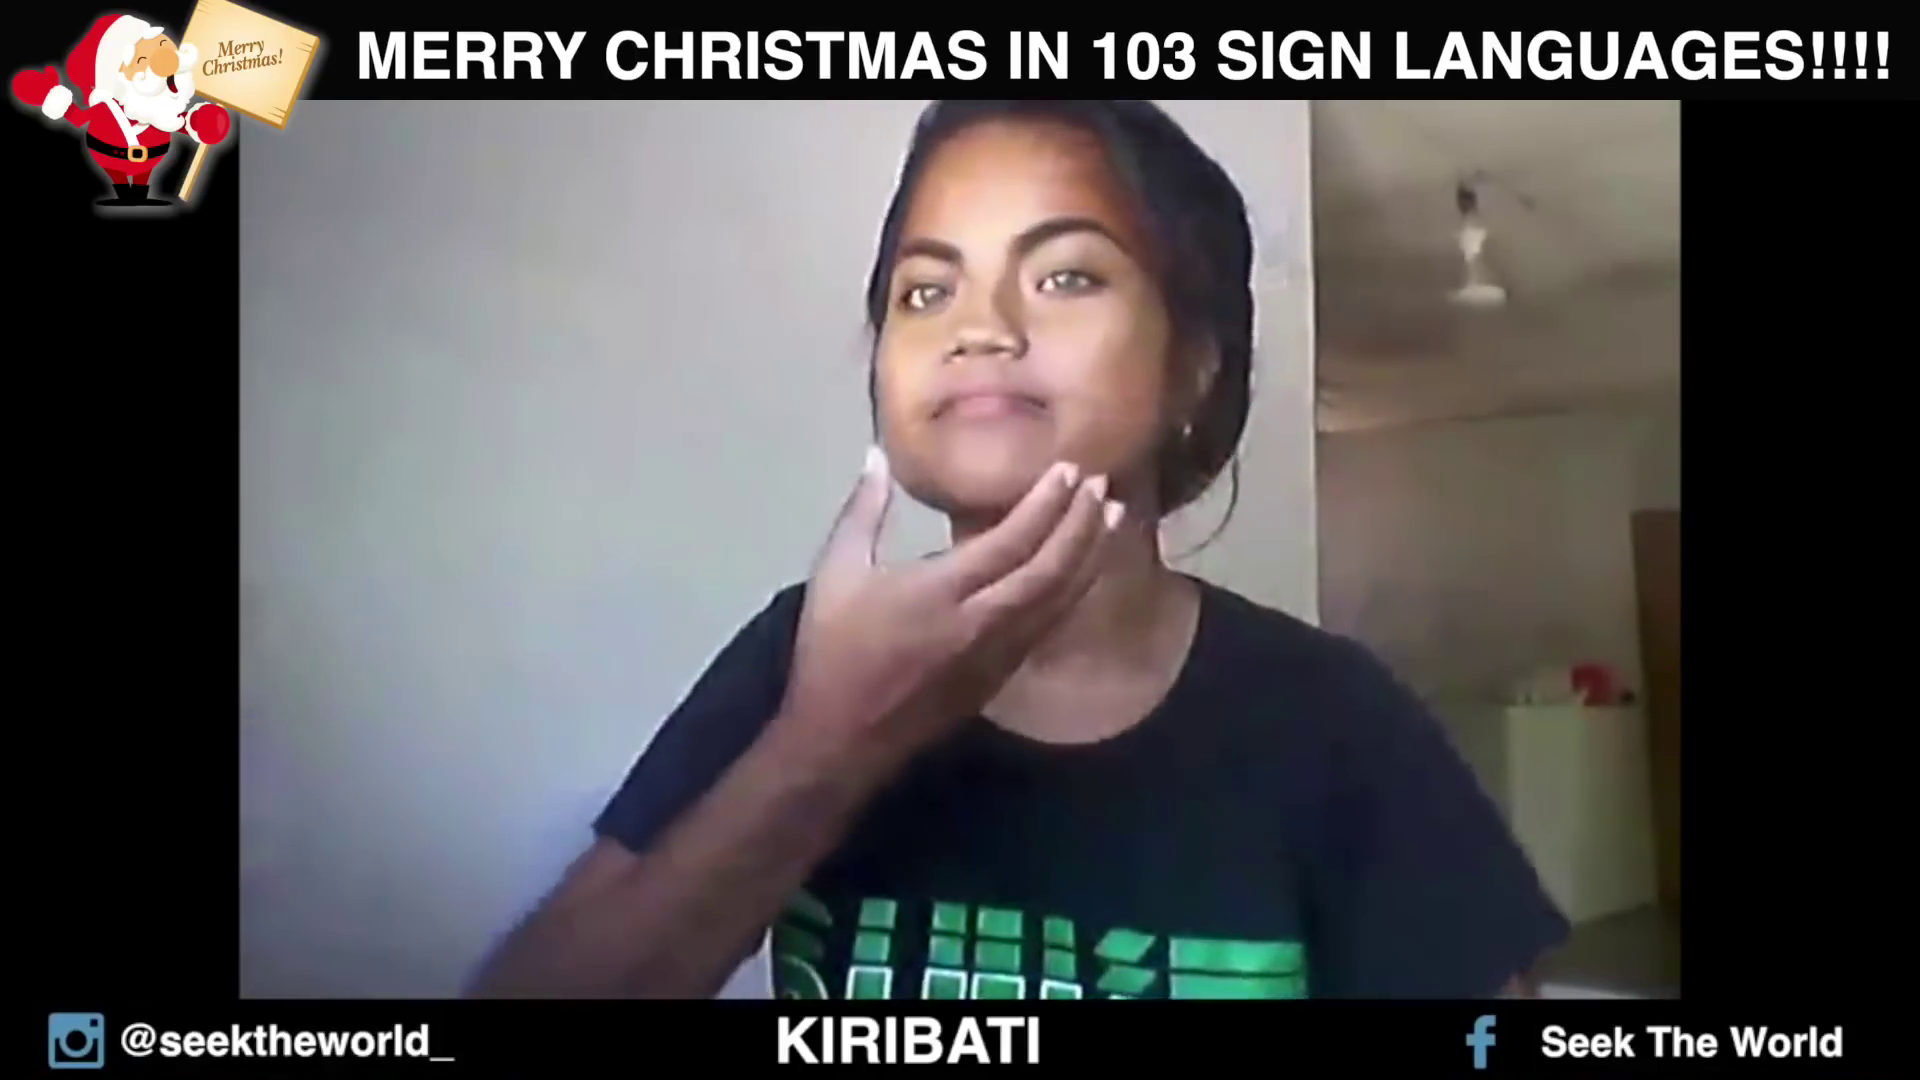 Merry
Christmas!
MERRY CHRISTMAS IN 103 SIGN LANGUAGES!!!!
@seektheworld_
KIRIBATI
Seek The World